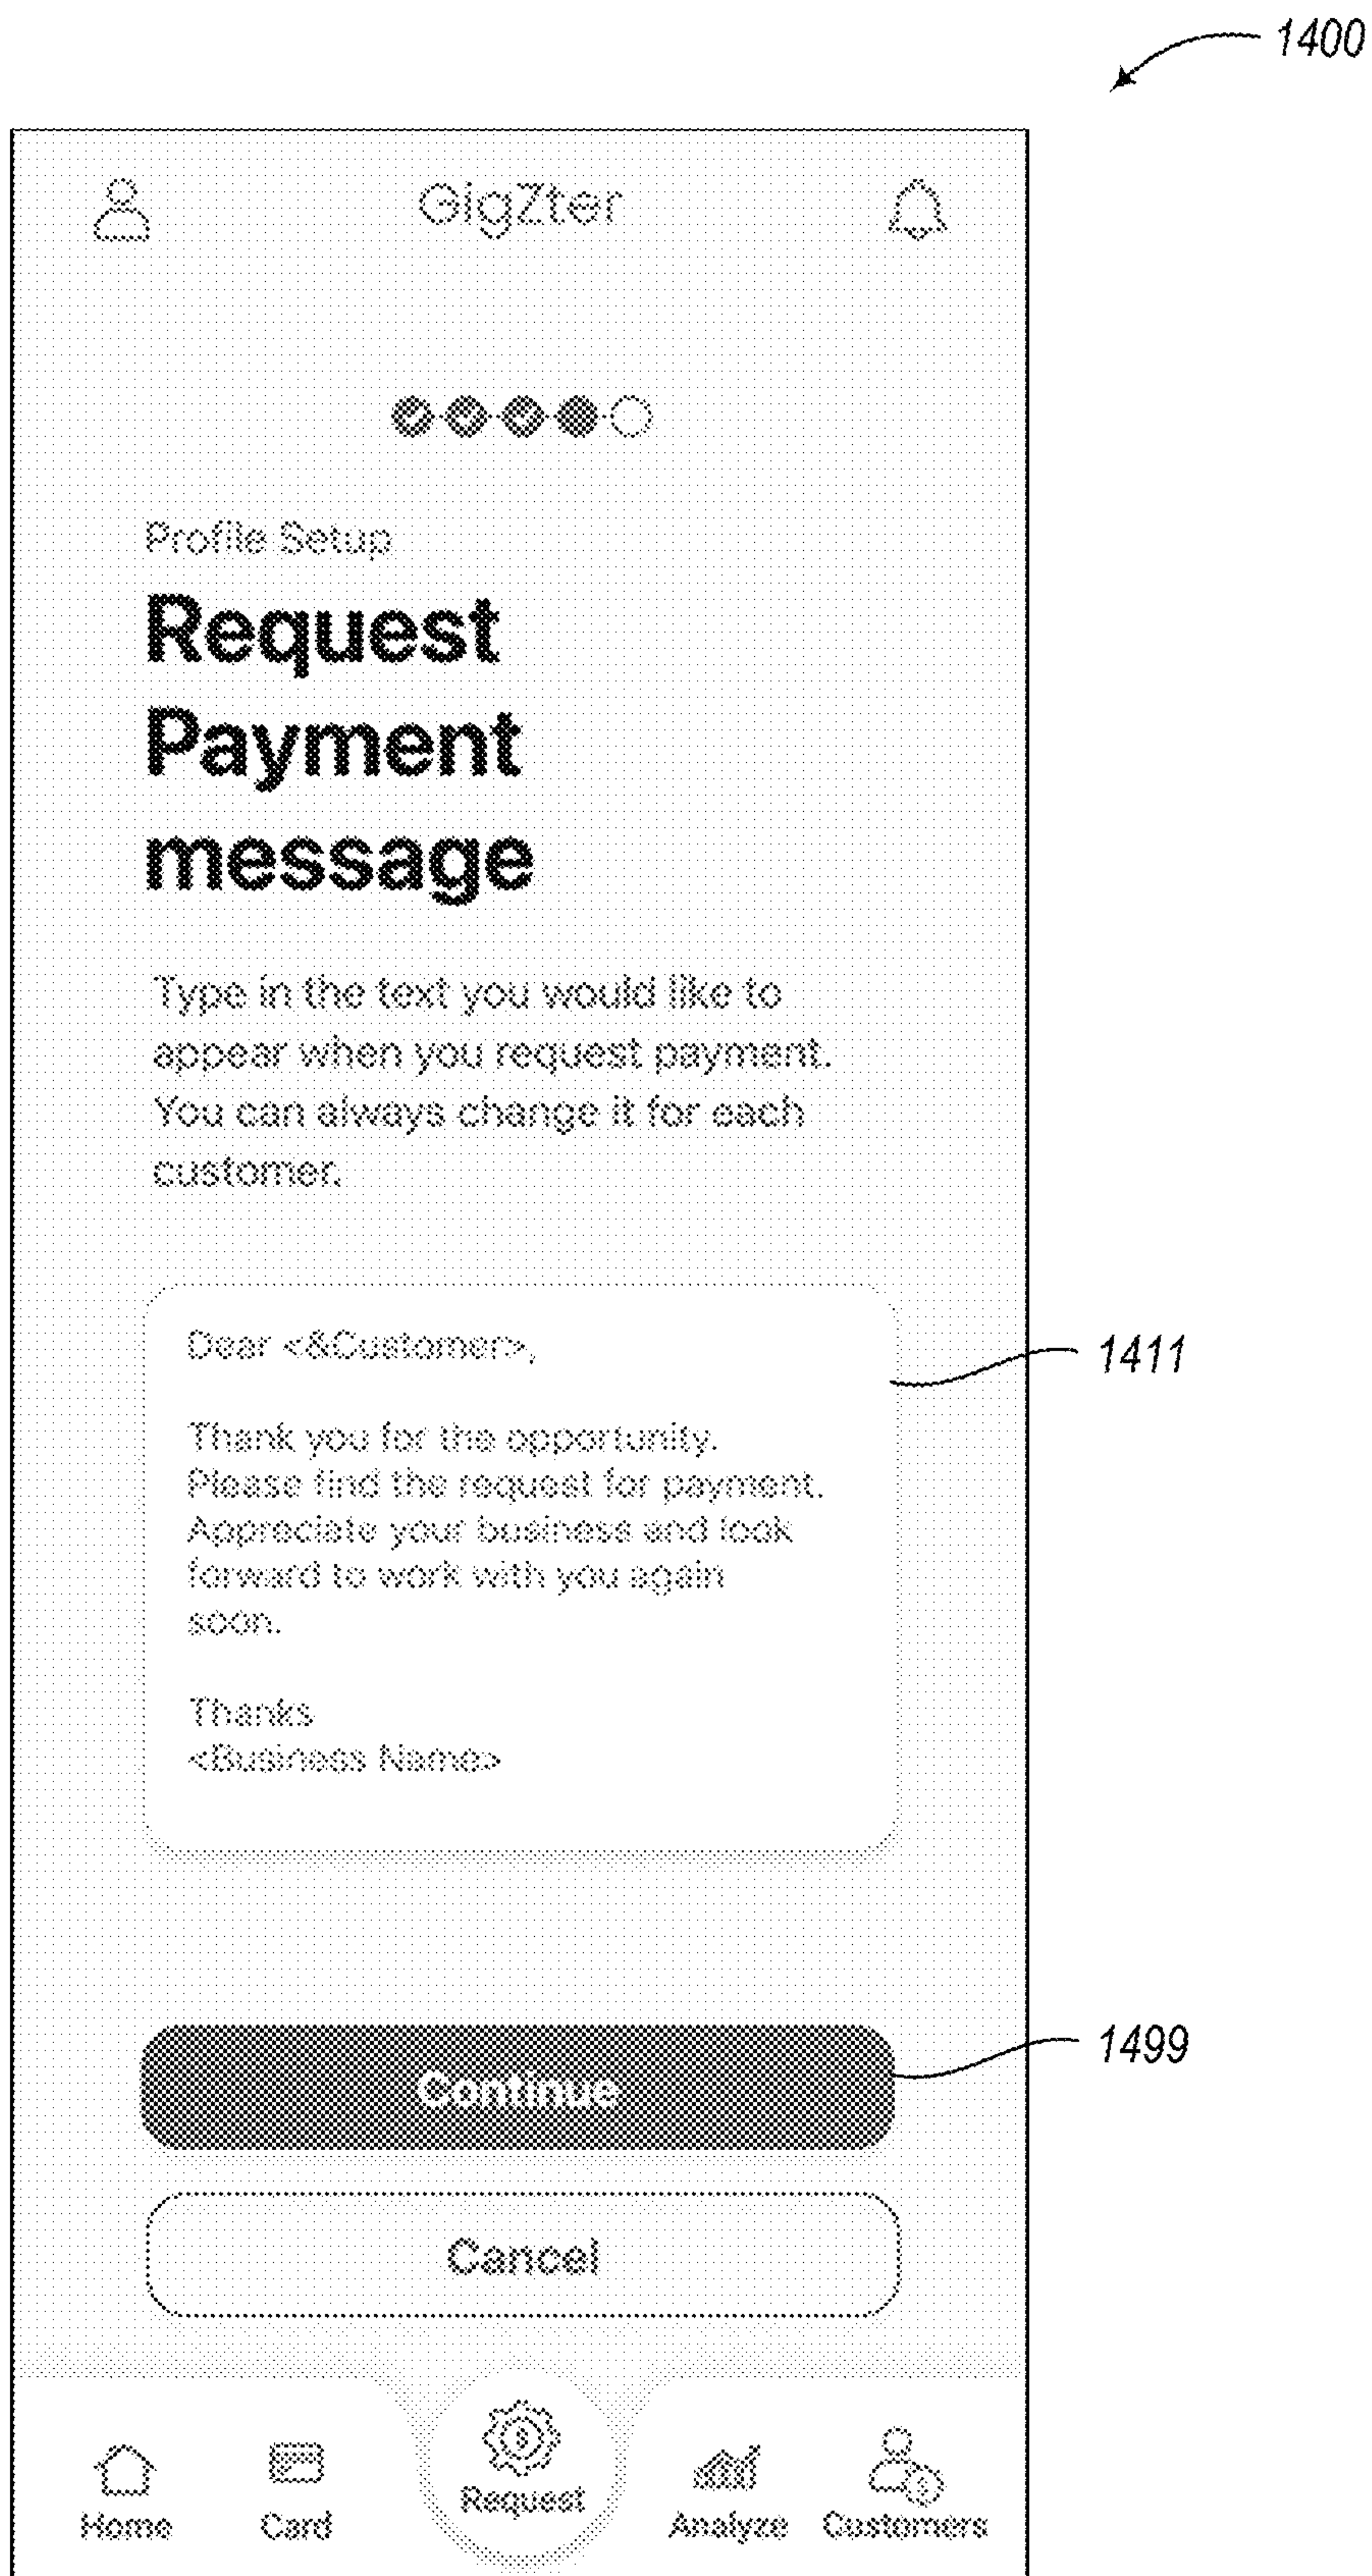 1400
GigZter
Profile Setup
Request
Payment
message
Type in the text you would like to
appear when you request payment.
You can always change it for each
customer.
Dear <&Customer>,
1411
Thank you for the opportunity.
Please find the request for payment.
Appreciate your business and look
forward to work with you again
soon.
Thanks
<Business Name>
1499
Continue
Cancel
Home
Card
Request
Analyze
Customers